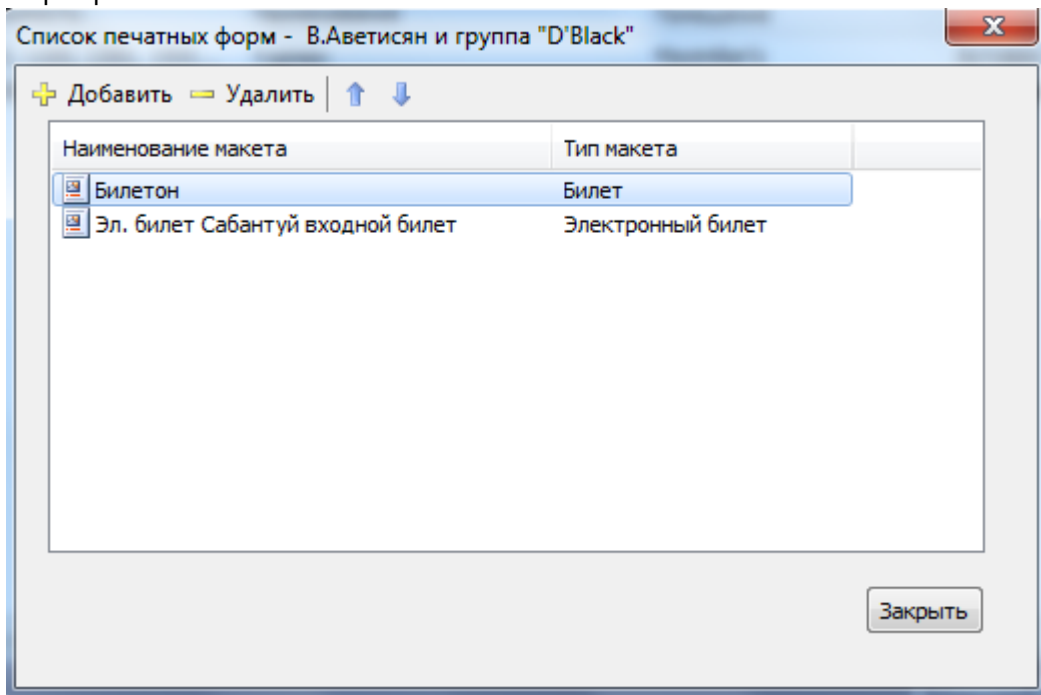 Список печатных форм - В.Аветисян и группа "D'Black"
Добавить Удалить
Наименование макета Тип макета
Билетон Билет
Эл. билет Сабантуй входной билет Электронный билет
Закрыть